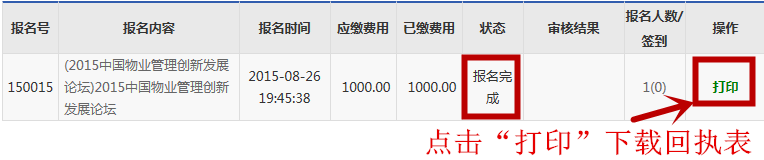 报名号 报名内容 报名时间 应缴费用 已缴费用 状态 审核结果 报名人数/签到 操作
150015 (2015中国物业管理创新发展论坛)2015中国物业管理创新发展论坛 2015-08-26 19:45:38 1000.00 1000.00 报名完成 1(0) 打印
点击“打印”下载回执表